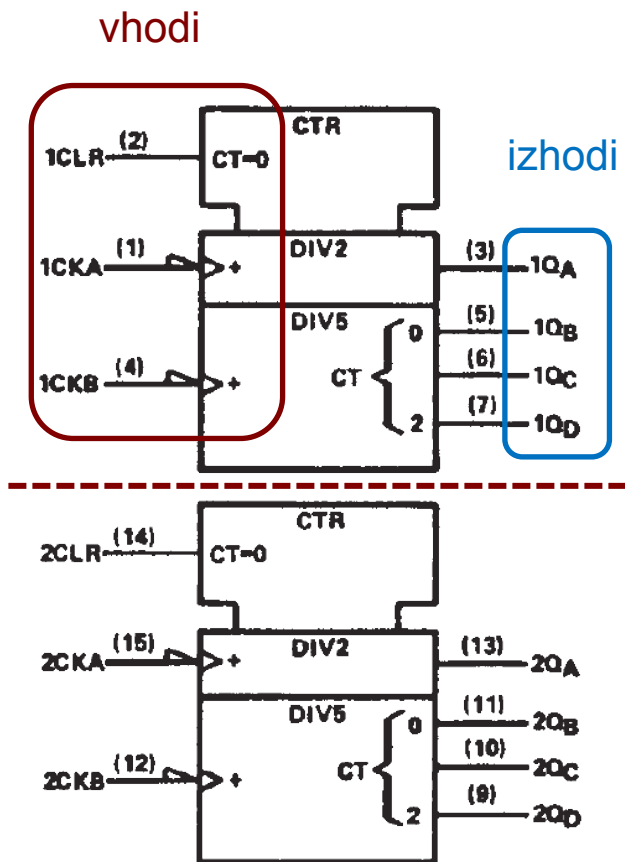 vhodi
CTR
1CLR (2) CT=0
izhodi
DIV2
1CKA (1) + (3) 1QA
DIV5
0 (5) 1QB
1CKB (4) + CT (6) 1QC
2 (7) 1QD
CTR
2CLR (14) CT=0
DIV2
2CKA (15) + (13) 2QA
DIV5
0 (11) 2QB
2CKB (12) + CT (10) 2QC
2 (9) 2QD